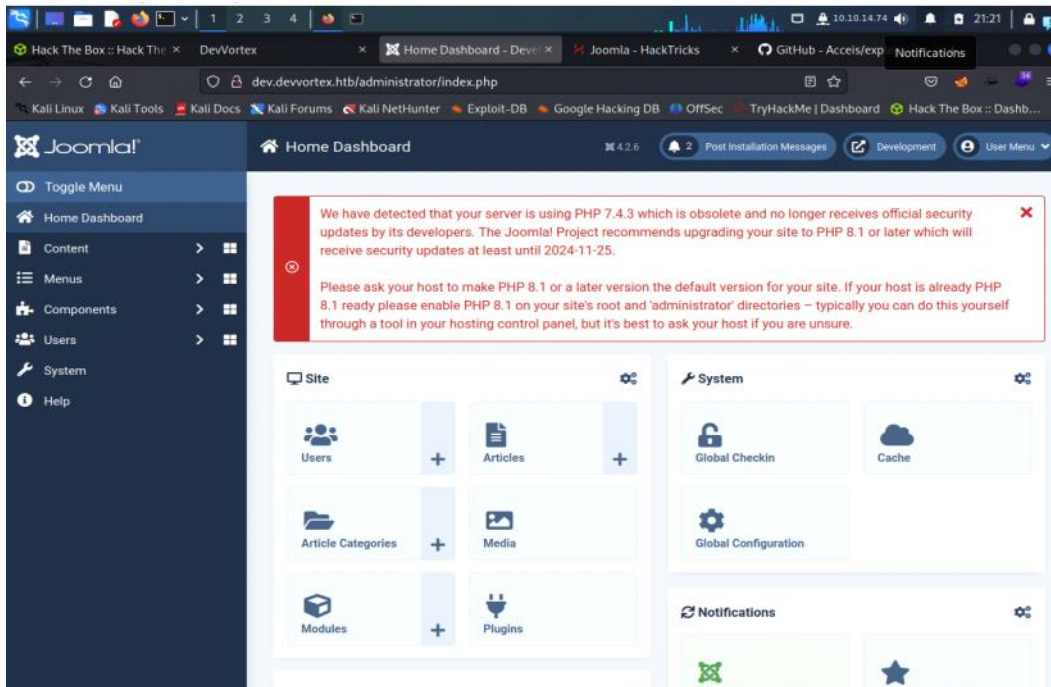 1 2 3 4 10.10.14.74 21:21
Hack The Box :: Hack The × DevVortex × Home Dashboard - Devel × Joomla - HackTricks × GitHub - Acceis/exp
Notifications
dev.devvortex.htb/administrator/index.php
Kali Linux Kali Tools Kali Docs Kali Forums Kali NetHunter Exploit-DB Google Hacking DB OffSec TryHackMe | Dashboard Hack The Box :: Dashb...
Joomla!® Home Dashboard 4.2.6 2 Post Installation Messages Development User Menu
Toggle Menu
Home Dashboard
Content
Menus
Components
Users
System
Help
We have detected that your server is using PHP 7.4.3 which is obsolete and no longer receives official security
updates by its developers. The Joomla! Project recommends upgrading your site to PHP 8.1 or later which will
receive security updates at least until 2024-11-25.
Please ask your host to make PHP 8.1 or a later version the default version for your site. If your host is already PHP
8.1 ready please enable PHP 8.1 on your site's root and 'administrator' directories – typically you can do this yourself
through a tool in your hosting control panel, but it's best to ask your host if you are unsure.
Site
Users
Articles
Article Categories
Media
Modules
Plugins
System
Global Checkin
Cache
Global Configuration
Notifications